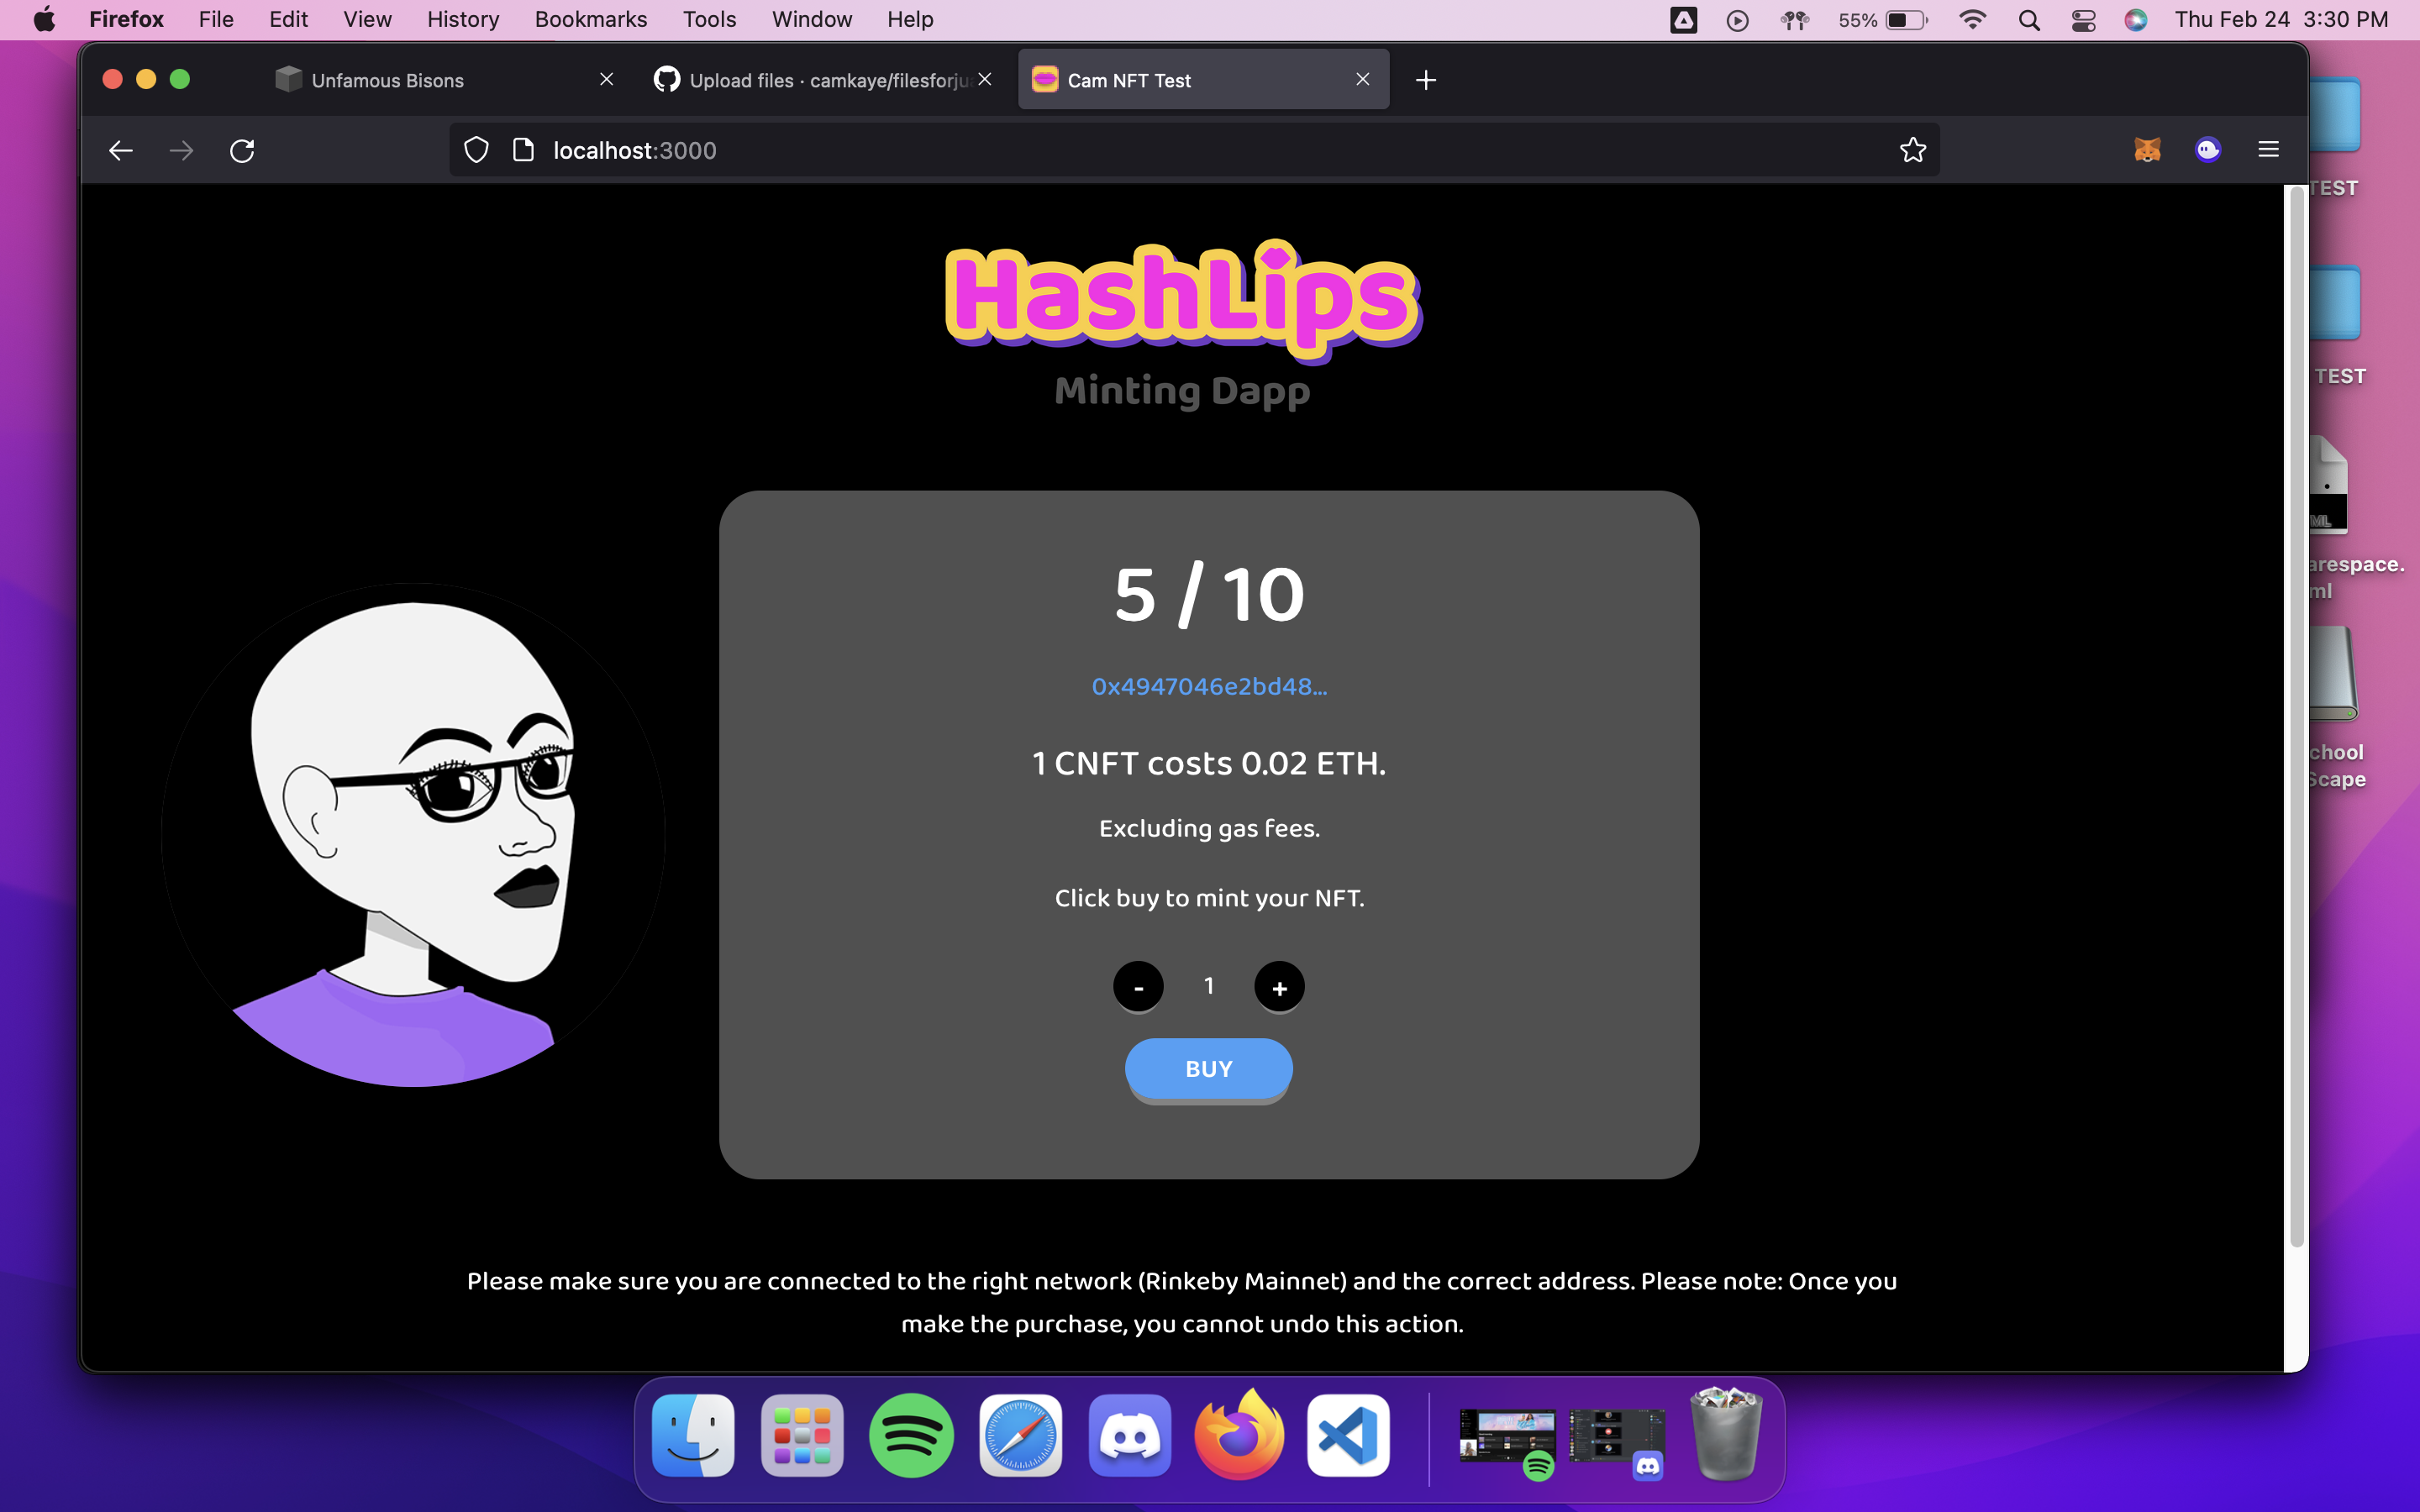 Firefox File Edit View History Bookmarks Tools Window Help 55% Thu Feb 24 3:30 PM
Unfamous Bisons Upload files · camkaye/filesforju Cam NFT Test
localhost:3000
TEST
HashLips
Minting Dapp
TEST
5 / 10
arespace.
ml
0x4947046e2bd48...
1 CNFT costs 0.02 ETH.
chool
Scape
Excluding gas fees.
Click buy to mint your NFT.
- 1 +
BUY
Please make sure you are connected to the right network (Rinkeby Mainnet) and the correct address. Please note: Once you
make the purchase, you cannot undo this action.